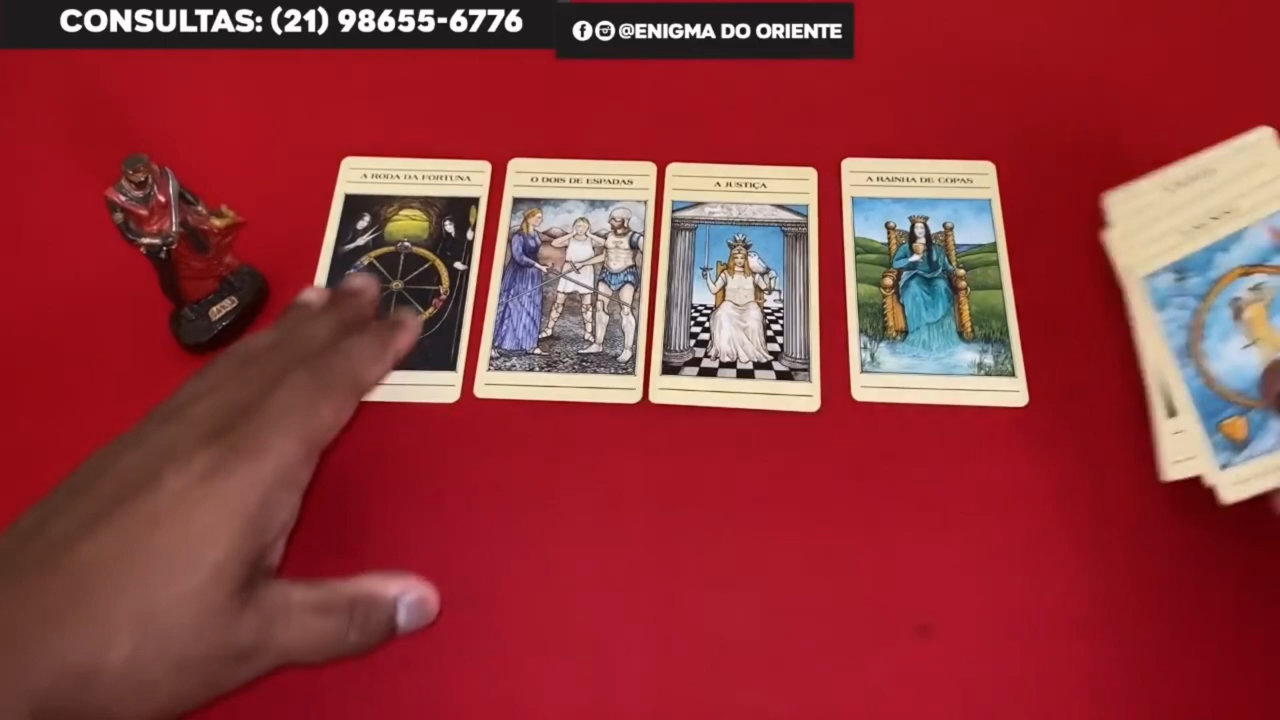 CONSULTAS: (21) 98655-6776
@ENIGMA DO ORIENTE
A RODA DA FORTUNA
O DOIS DE ESPADAS
A JUSTIÇA
A RAINHA DE COPAS